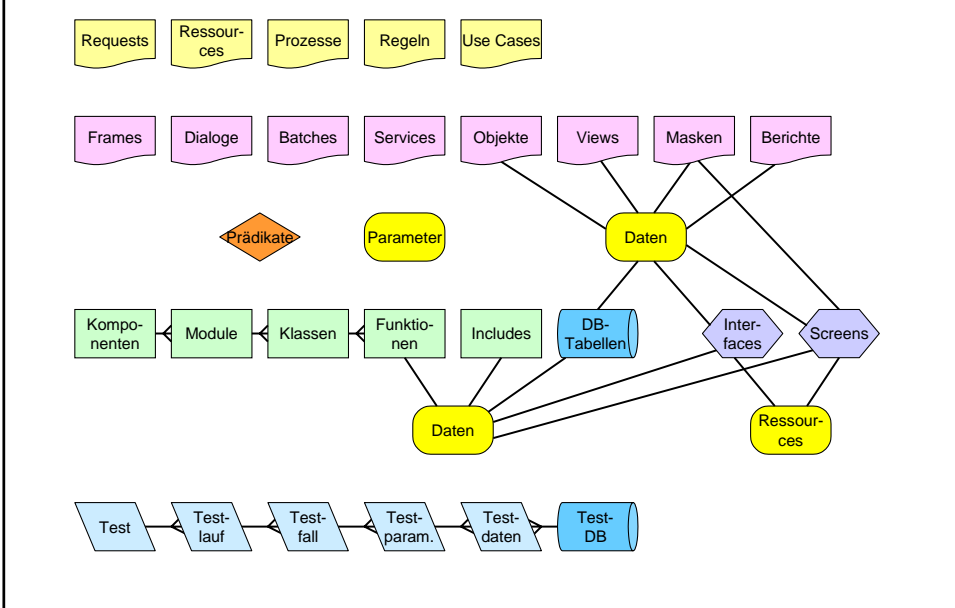 Requests
Ressour-
ces
Prozesse
Regeln
Use Cases
Frames
Dialoge
Batches
Services
Objekte
Views
Masken
Berichte
Prädikate
Parameter
Daten
Kompo-
nenten
Module
Klassen
Funktio-
nen
Includes
DB-
Tabellen
Inter-
faces
Screens
Daten
Ressour-
ces
Test
Test-
lauf
Test-
fall
Test-
param.
Test-
daten
Test-
DB